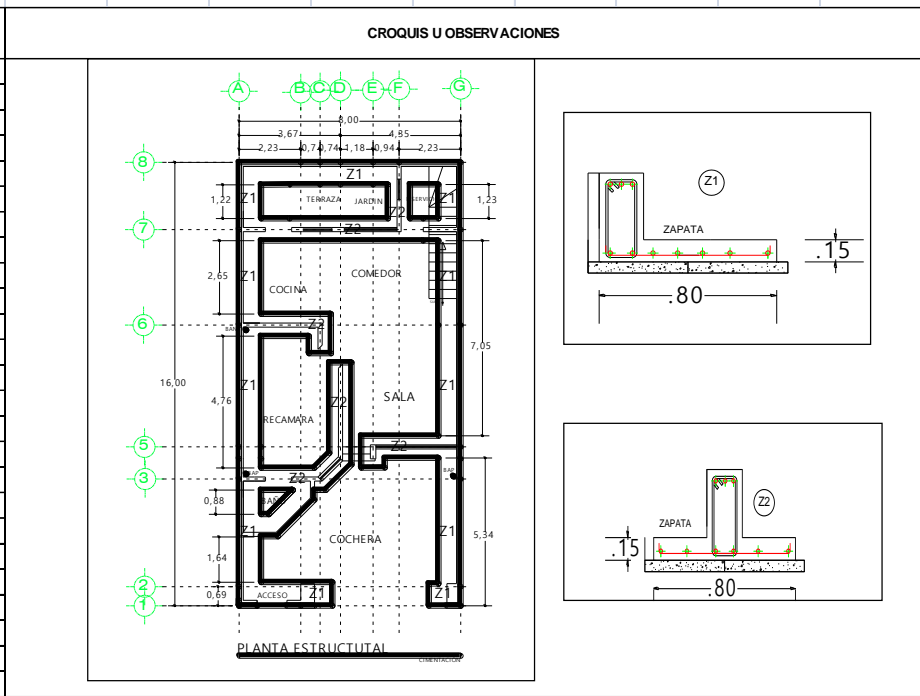 CROQUIS U OBSERVACIONES
A B C D E F G
8,00
3,67 4,35
2,23 0,74 1,18 0,94 2,23
8
Z1
1,22 Z1 TERRAZA JARDIN Z1 1,23
Z2
7
Z2
COMEDOR
2,65 Z1 COCINA Z1
6 Z2
7,05
16,00
4,76 Z1 Z2 SALA Z1
RECAMARA
5 Z2
BAP
3 Z2
0,88
Z1 COCHERA Z1 5,34
1,64
2
0,69 ACCESO Z1 Z1
1
PLANTA ESTRUCTUTAL
CIMENTACION
Z1
ZAPATA
.15
.80
Z2
ZAPATA
.15
.80